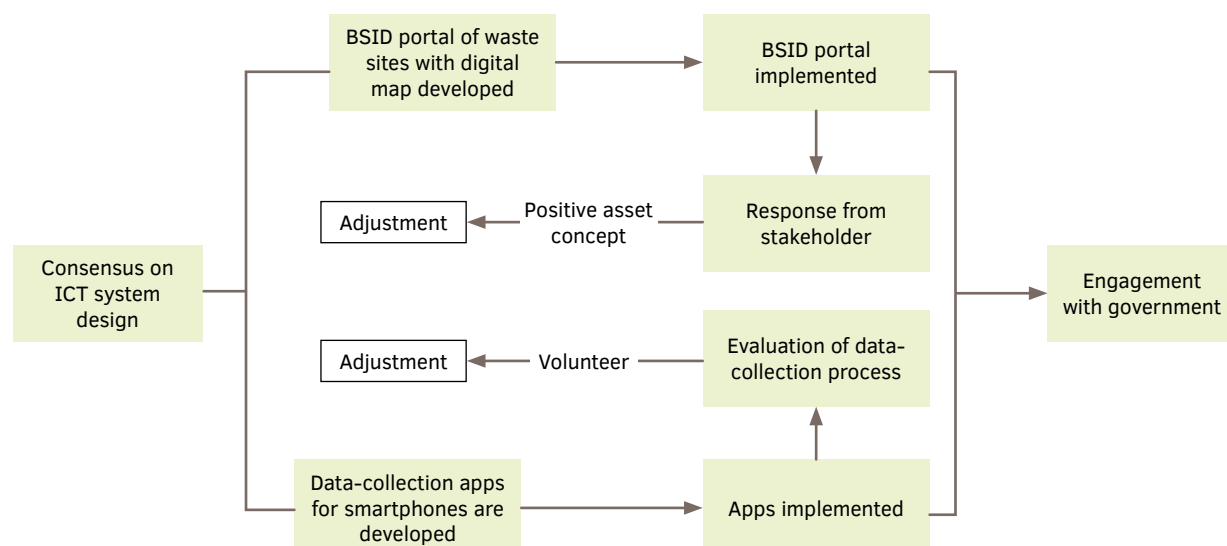 BSID portal of waste
sites with digital
map developed
BSID portal
implemented
Adjustment
Positive asset
concept
Response from
stakeholder
Consensus on
ICT system
design
Engagement
with government
Adjustment
Volunteer
Evaluation of data-
collection process
Data-collection apps
for smartphones are
developed
Apps implemented